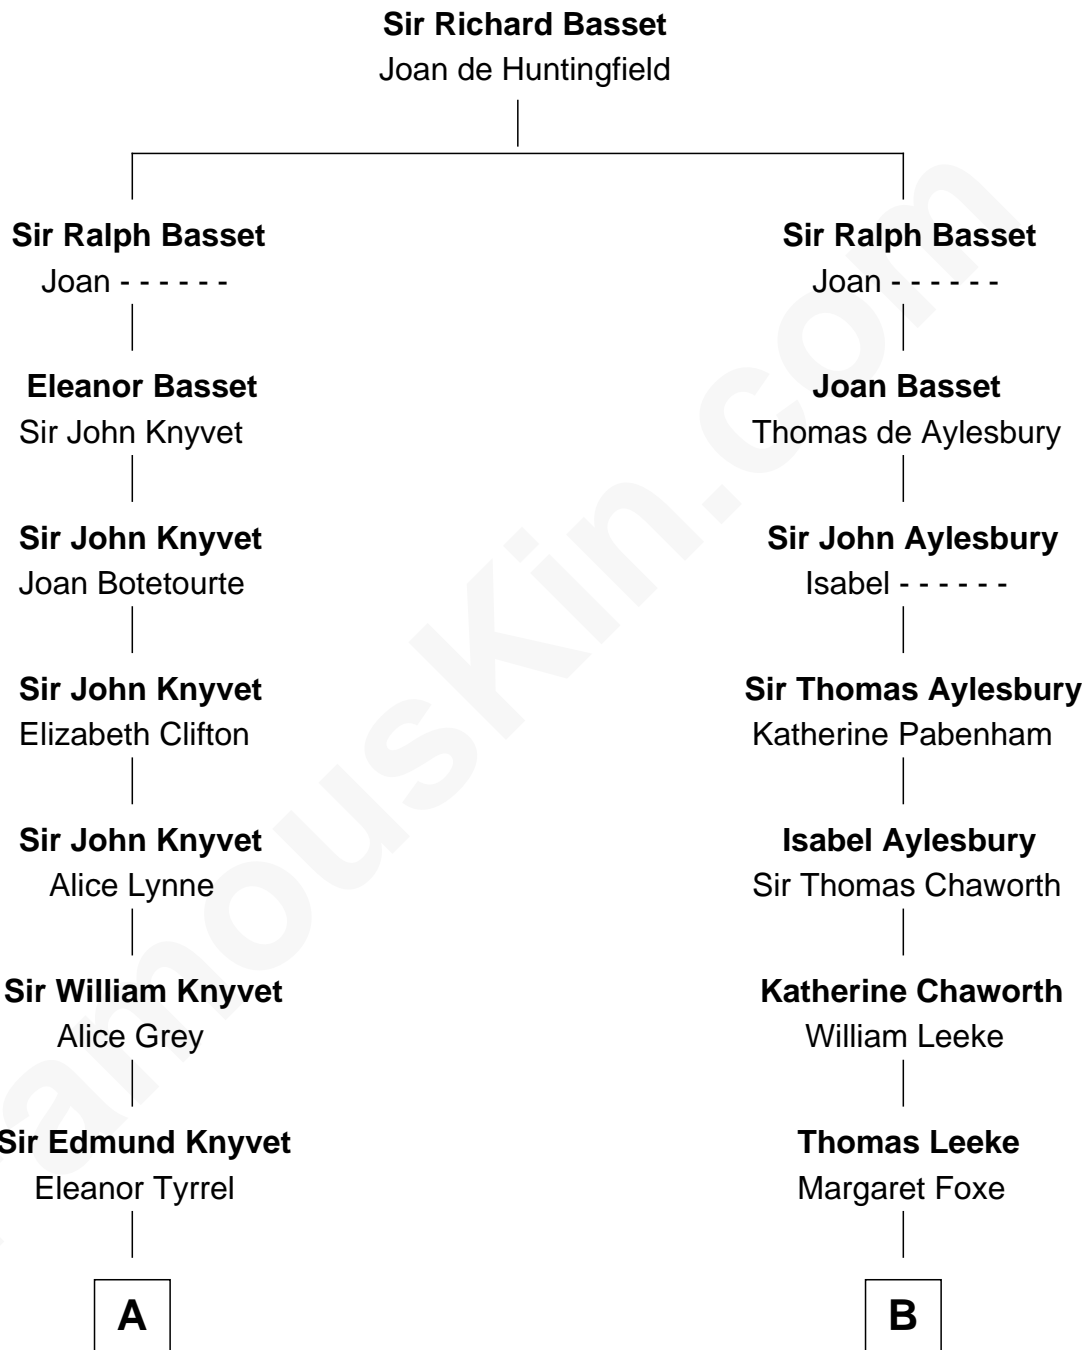 Sir Richard Basset
Joan de Huntingfield
Sir Ralph Basset
Joan - - - - - -
Sir Ralph Basset
Joan - - - - - -
Eleanor Basset
Sir John Knyvet
Joan Basset
Thomas de Aylesbury
Sir John Knyvet
Joan Botetourte
Sir John Aylesbury
Isabel - - - - - -
Sir John Knyvet
Elizabeth Clifton
Sir Thomas Aylesbury
Katherine Pabenham
Sir John Knyvet
Alice Lynne
Isabel Aylesbury
Sir Thomas Chaworth
Sir William Knyvet
Alice Grey
Katherine Chaworth
William Leeke
Sir Edmund Knyvet
Eleanor Tyrrel
Thomas Leeke
Margaret Foxe
A
B
FamousKin.com